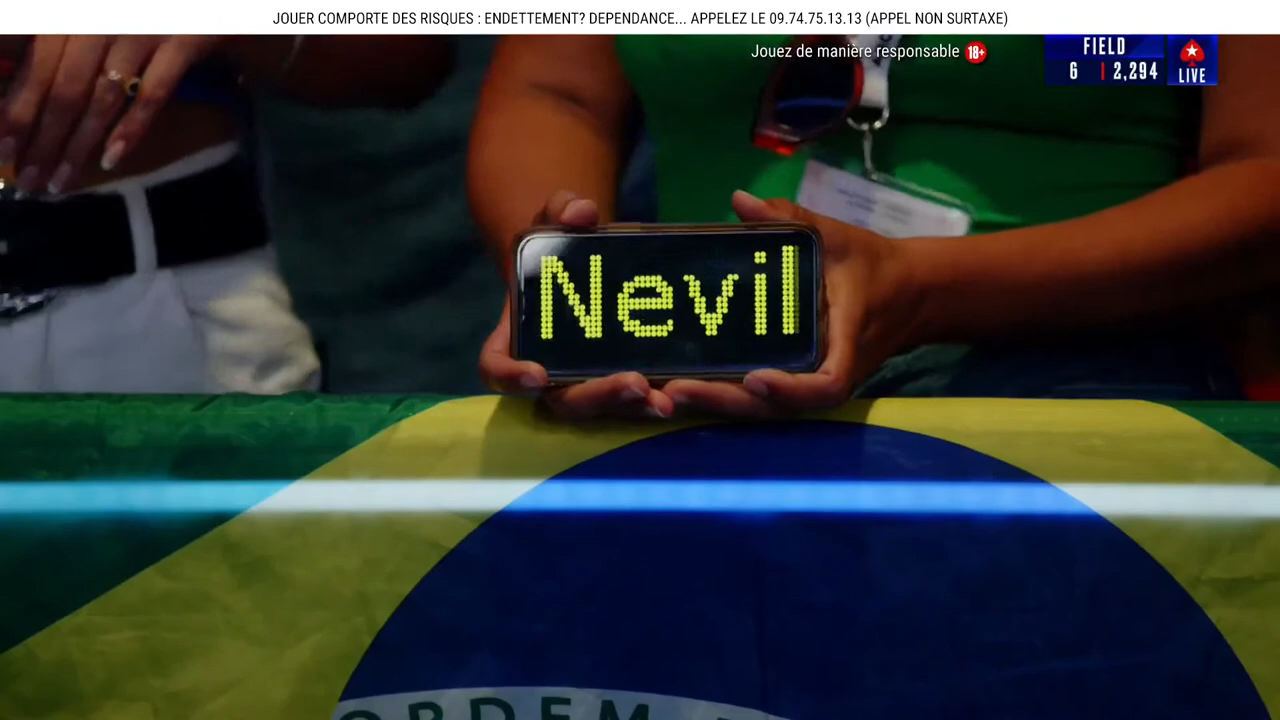 JOUER COMPORTE DES RISQUES : ENDETTEMENT? DEPENDANCE... APPELEZ LE 09.74.75.13.13 (APPEL NON SURTAXE)
Jouez de manière responsable 18+
FIELD
6 | 2,294
LIVE
Nevil
ORDEM